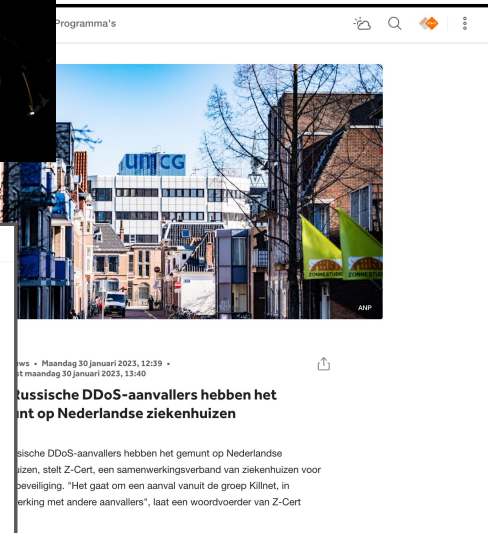 Programma's
umcg
ZONNESTUDIO
ANP
Maandag 30 januari 2023, 12:39 •
maandag 30 januari 2023, 13:40
Russische DDoS-aanvallers hebben het
op Nederlandse ziekenhuizen
DDoS-aanvallers hebben het gemunt op Nederlandse
stelt Z-Cert, een samenwerkingsverband van ziekenhuizen voor
beveiliging. "Het gaat om een aanval vanuit de groep Killnet, in
met andere aanvallers", laat een woordvoerder van Z-Cert